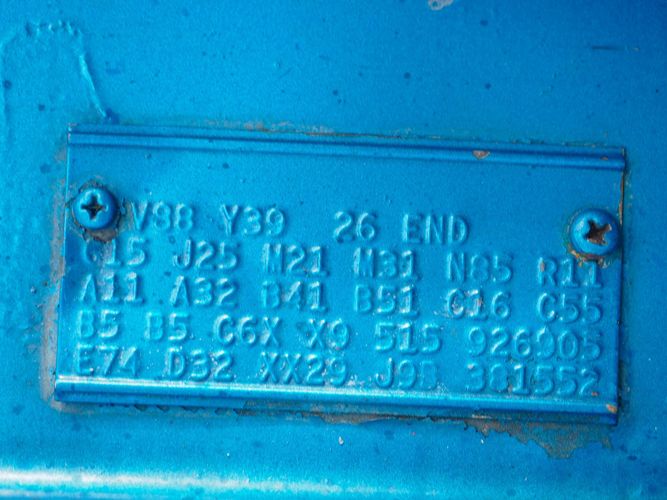 V98 Y39 26 END
G15 J25 M21 M31 N85 R11
A11 A32 B41 B51 C16 C55
B5 B5 C6X X9 515 926905
E74 D32 XX29 J9B 381552